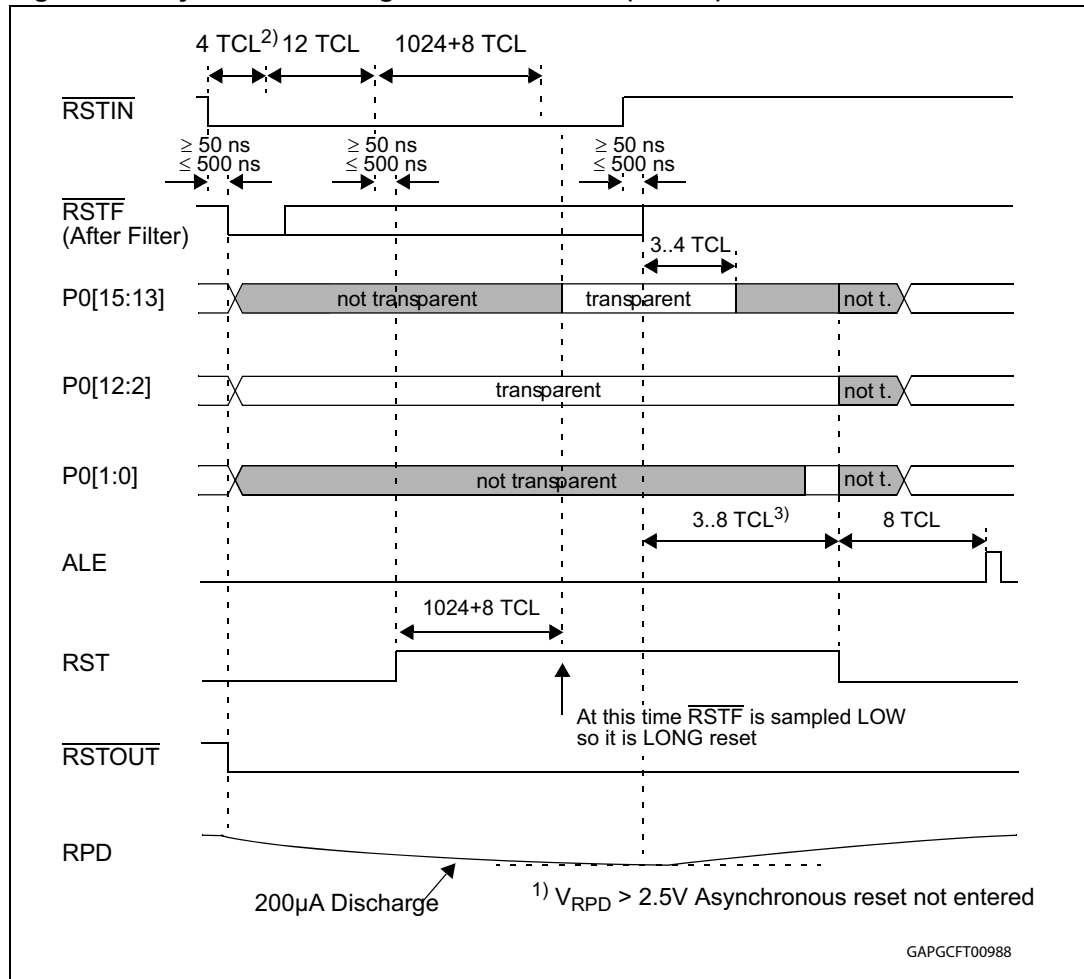 4 TCL2) 12 TCL 1024+8 TCL
RSTIN
≥ 50 ns ≥ 50 ns ≥ 50 ns
≤ 500 ns ≤ 500 ns ≤ 500 ns
RSTF
(After Filter)
3..4 TCL
P0[15:13] not transparent transparent not t.
P0[12:2] transparent not t.
P0[1:0] not transparent not t.
3..8 TCL3) 8 TCL
ALE
1024+8 TCL
RST
At this time RSTF is sampled LOW
so it is LONG reset
RSTOUT
RPD
200µA Discharge 1) VRPD > 2.5V Asynchronous reset not entered
GAPGCFT00988